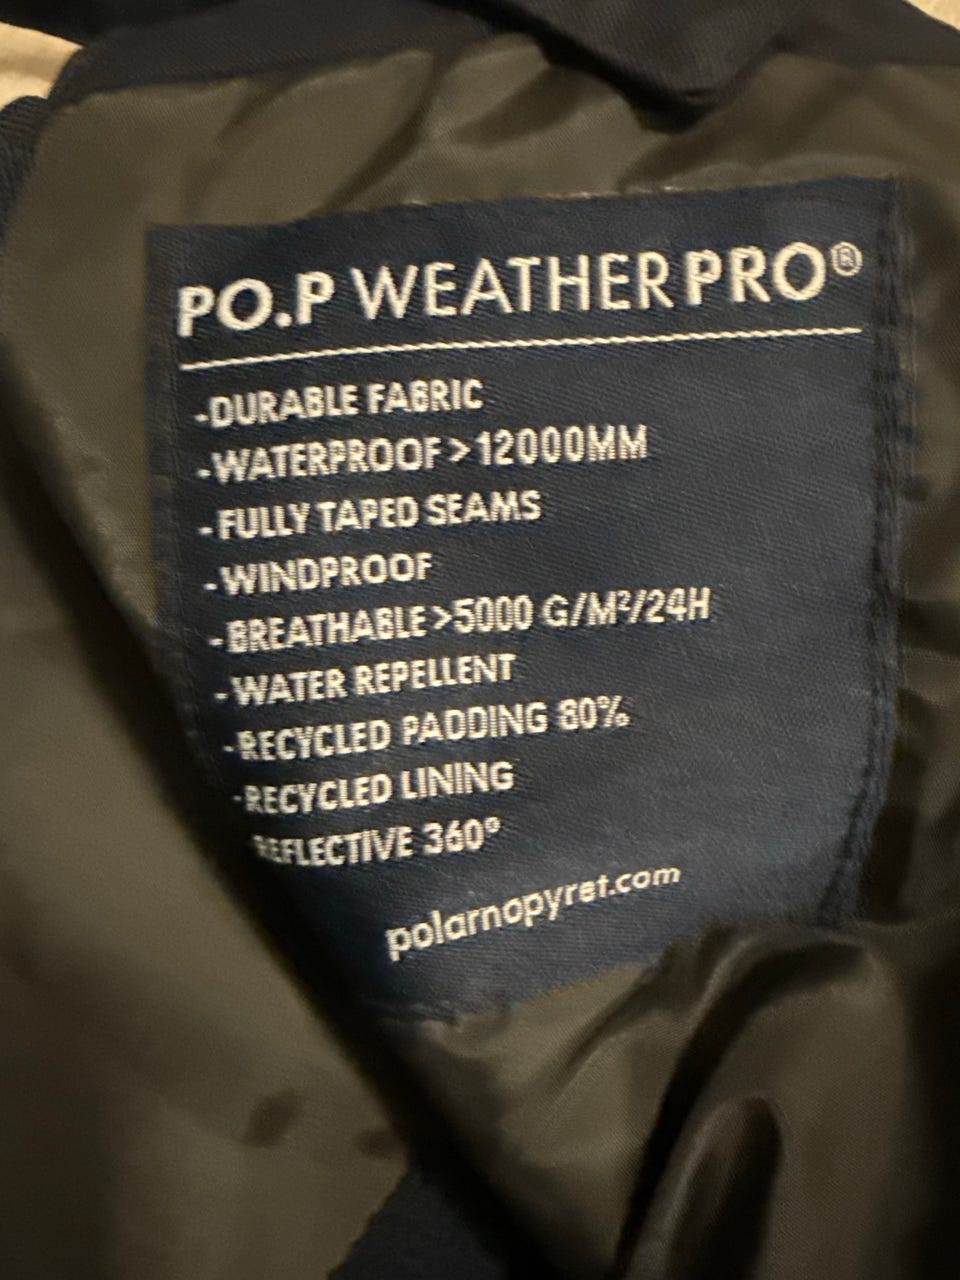 PO.P WEATHERPRO®
-DURABLE FABRIC
-WATERPROOF>12000MM
-FULLY TAPED SEAMS
-WINDPROOF
-BREATHABLE>5000 G/M²/24H
-WATER REPELLENT
-RECYCLED PADDING 80%
-RECYCLED LINING
REFLECTIVE 360°
polarnopyret.com